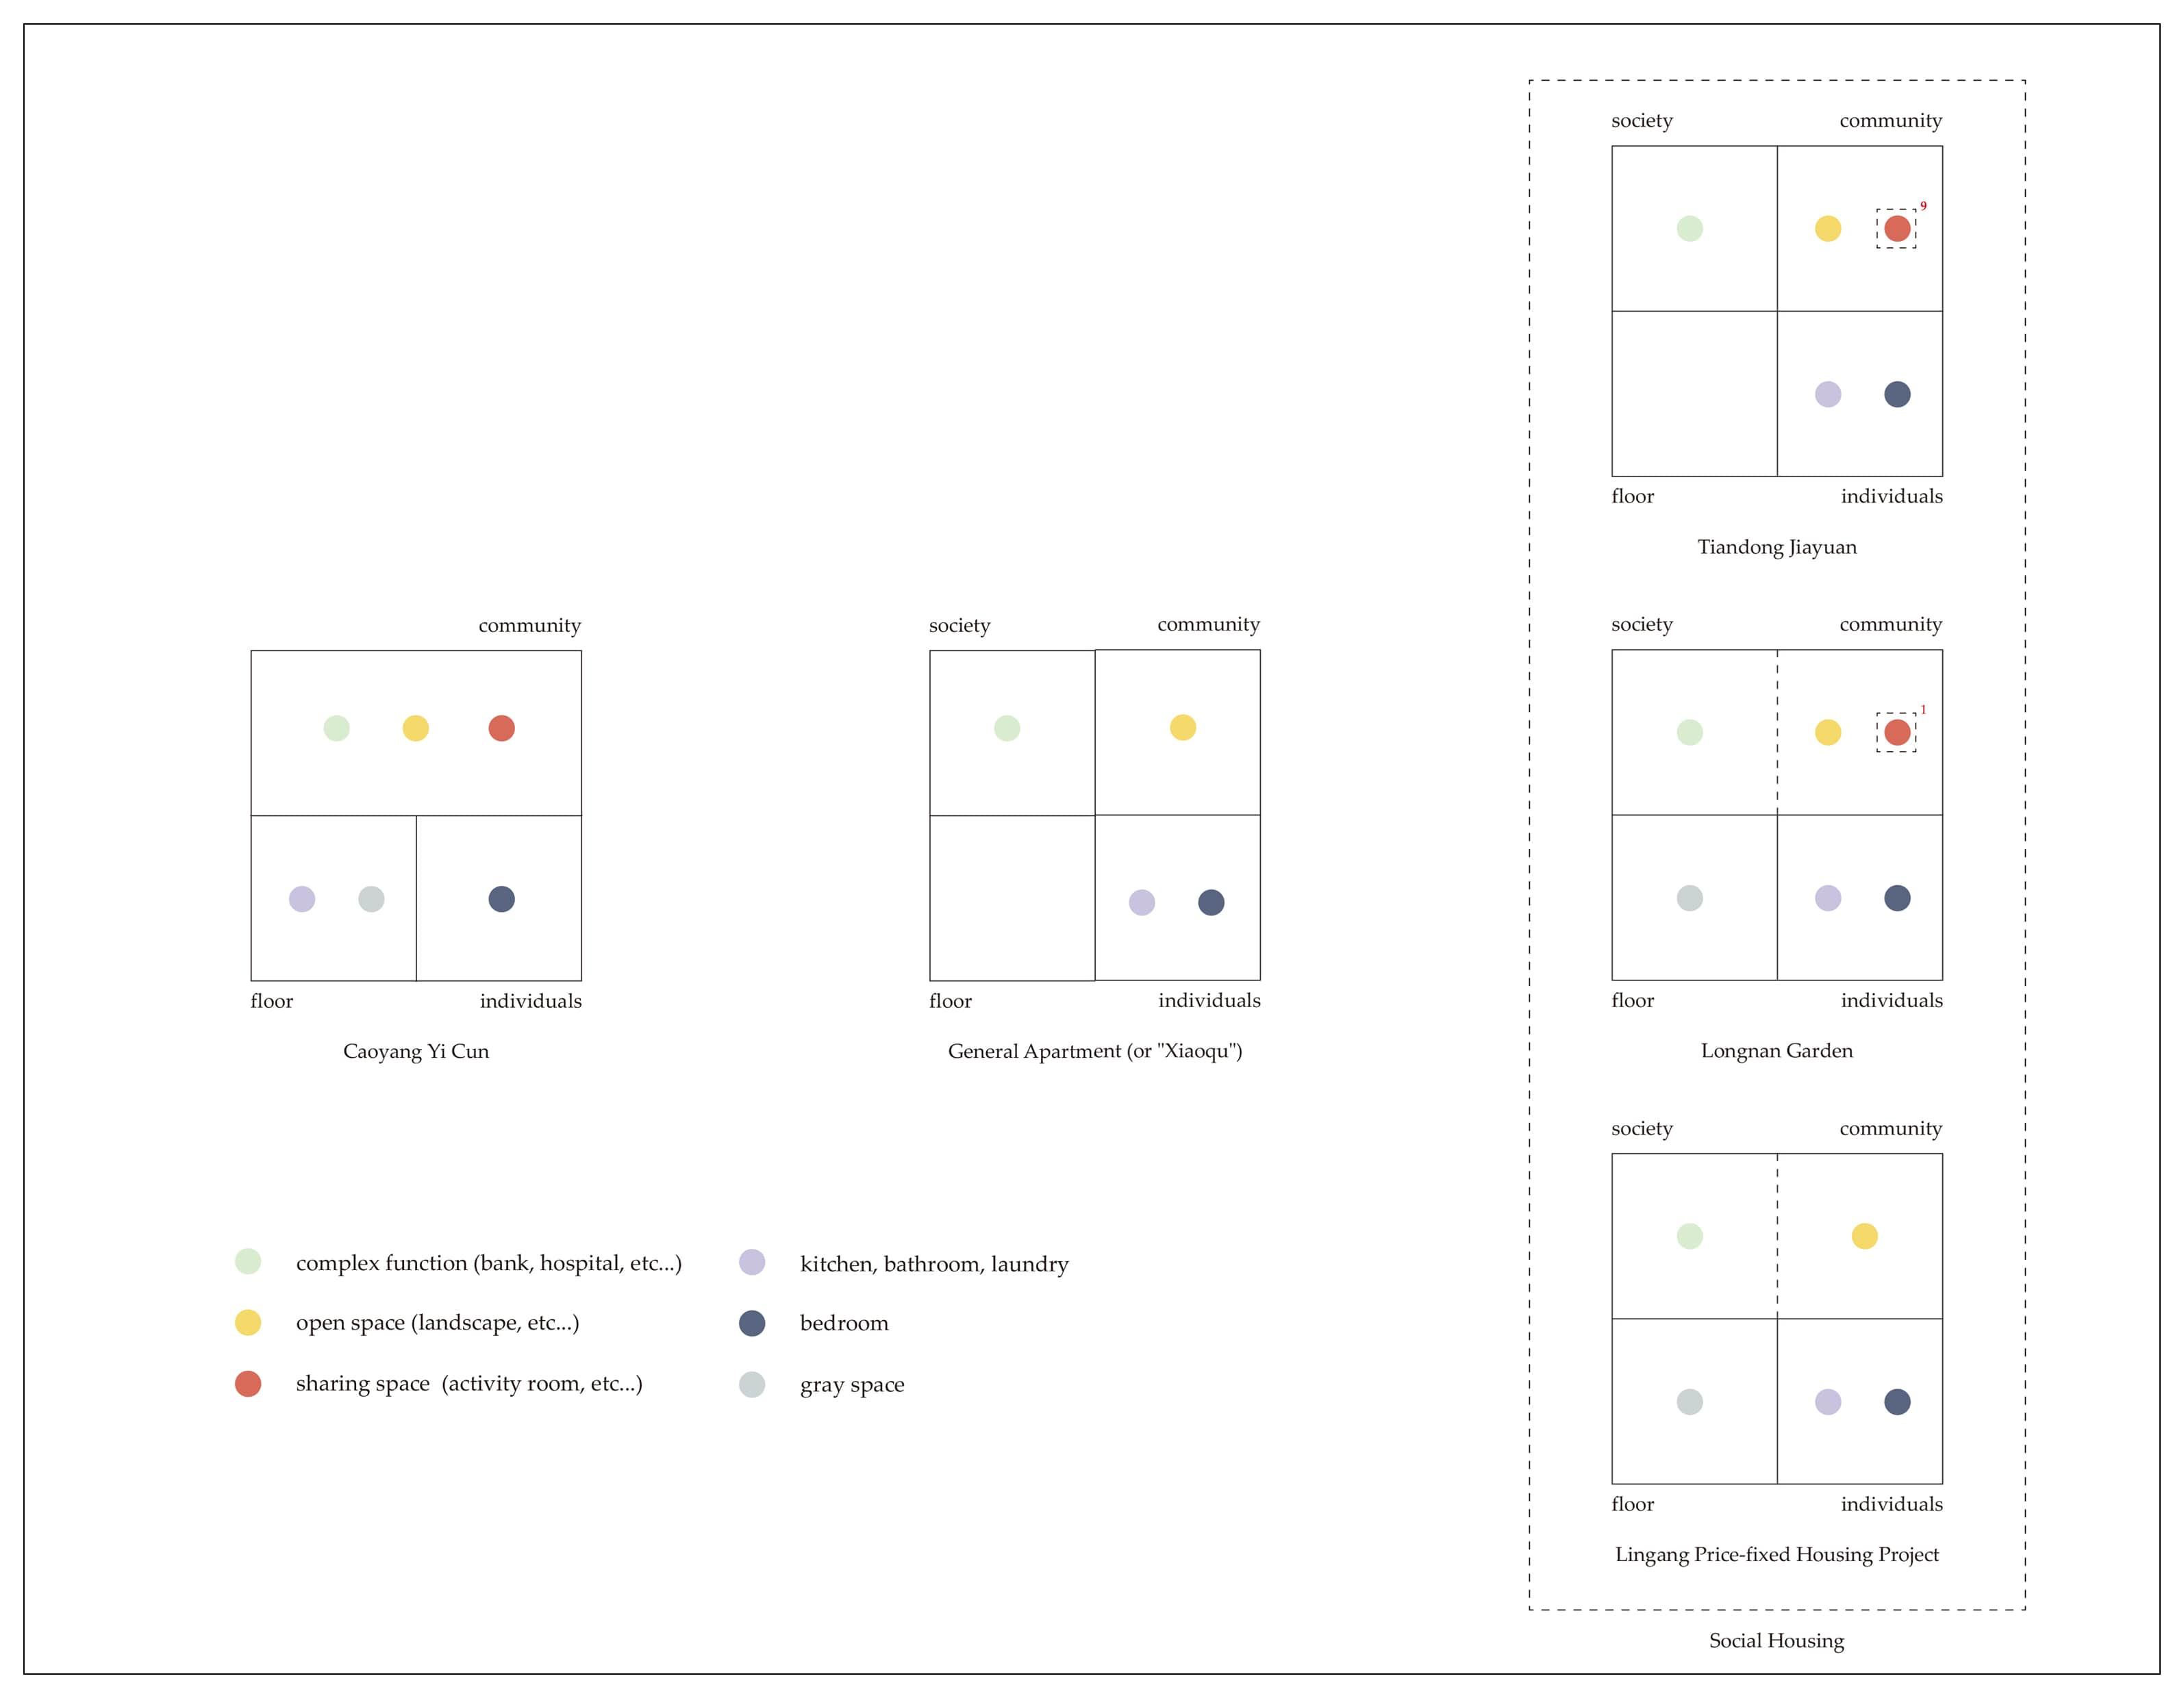 community
floor individuals
Caoyang Yi Cun
society community
floor individuals
General Apartment (or "Xiaoqu")
society community
9
floor individuals
Tiandong Jiayuan
society community
1
floor individuals
Longnan Garden
society community
floor individuals
Lingang Price-fixed Housing Project
Social Housing
complex function (bank, hospital, etc...)
open space (landscape, etc...)
sharing space (activity room, etc...)
kitchen, bathroom, laundry
bedroom
gray space